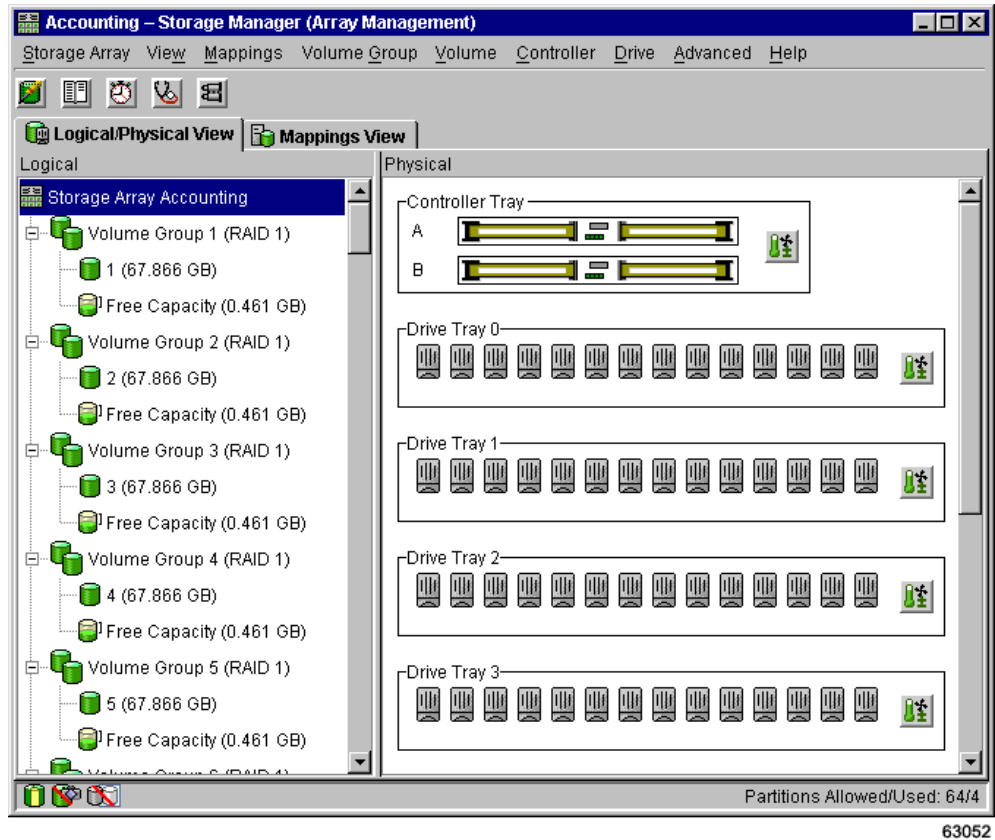 Accounting – Storage Manager (Array Management)
Storage Array View Mappings Volume Group Volume Controller Drive Advanced Help
Logical/Physical View Mappings View
Logical
Storage Array Accounting
Volume Group 1 (RAID 1)
1 (67.866 GB)
Free Capacity (0.461 GB)
Volume Group 2 (RAID 1)
2 (67.866 GB)
Free Capacity (0.461 GB)
Volume Group 3 (RAID 1)
3 (67.866 GB)
Free Capacity (0.461 GB)
Volume Group 4 (RAID 1)
4 (67.866 GB)
Free Capacity (0.461 GB)
Volume Group 5 (RAID 1)
5 (67.866 GB)
Free Capacity (0.461 GB)
Volume Group 6 (RAID 1)
Physical
Controller Tray
A
B
Drive Tray 0
Drive Tray 1
Drive Tray 2
Drive Tray 3
Partitions Allowed/Used: 64/4
63052